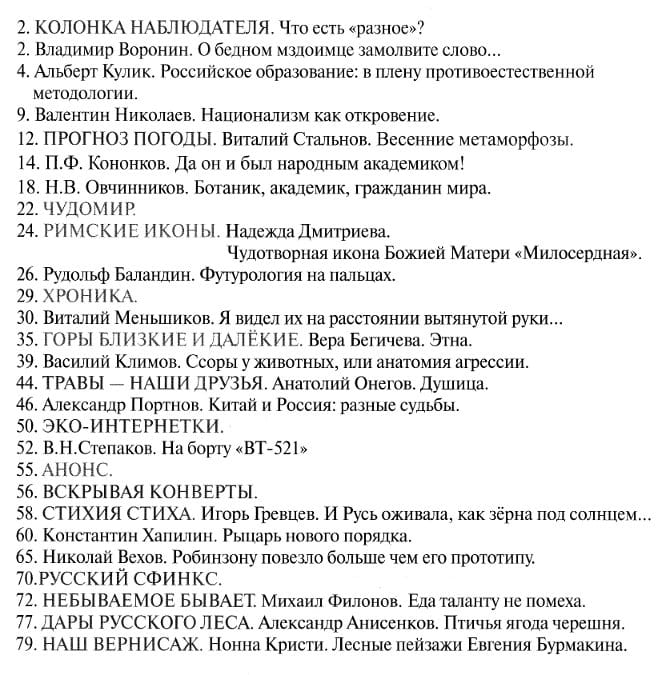 2. КОЛОНКА НАБЛЮДАТЕЛЯ. Что есть «разное»?
2. Владимир Воронин. О бедном мздоимце замолвите слово...
4. Альберт Кулик. Российское образование: в плену противоестественной
методологии.
9. Валентин Николаев. Национализм как откровение.
12. ПРОГНОЗ ПОГОДЫ. Виталий Стальнов. Весенние метаморфозы.
14. П.Ф. Кононков. Да он и был народным академиком!
18. Н.В. Овчинников. Ботаник, академик, гражданин мира.
22. ЧУДОМИР.
24. РИМСКИЕ ИКОНЫ. Надежда Дмитриева.
Чудотворная икона Божией Матери «Милосердная».
26. Рудольф Баландин. Футурология на пальцах.
29. ХРОНИКА.
30. Виталий Меньшиков. Я видел их на расстоянии вытянутой руки...
35. ГОРЫ БЛИЗКИЕ И ДАЛЁКИЕ. Вера Бегичева. Этна.
39. Василий Климов. Ссоры у животных, или анатомия агрессии.
44. ТРАВЫ — НАШИ ДРУЗЬЯ. Анатолий Онегов. Душица.
46. Александр Портнов. Китай и Россия: разные судьбы.
50. ЭКО-ИНТЕРНЕТКИ.
52. В.Н.Степаков. На борту «ВТ-521»
55. АНОНС.
56. ВСКРЫВАЯ КОНВЕРТЫ.
58. СТИХИЯ СТИХА. Игорь Гревцев. И Русь оживала, как зёрна под солнцем...
60. Константин Хапилин. Рыцарь нового порядка.
65. Николай Вехов. Робинзону повезло больше чем его прототипу.
70.РУССКИЙ СФИНКС.
72. НЕБЫВАЕМОЕ БЫВАЕТ. Михаил Филонов. Еда таланту не помеха.
77. ДАРЫ РУССКОГО ЛЕСА. Александр Анисенков. Птичья ягода черешня.
79. НАШ ВЕРНИСАЖ. Нонна Кристи. Лесные пейзажи Евгения Бурмакина.